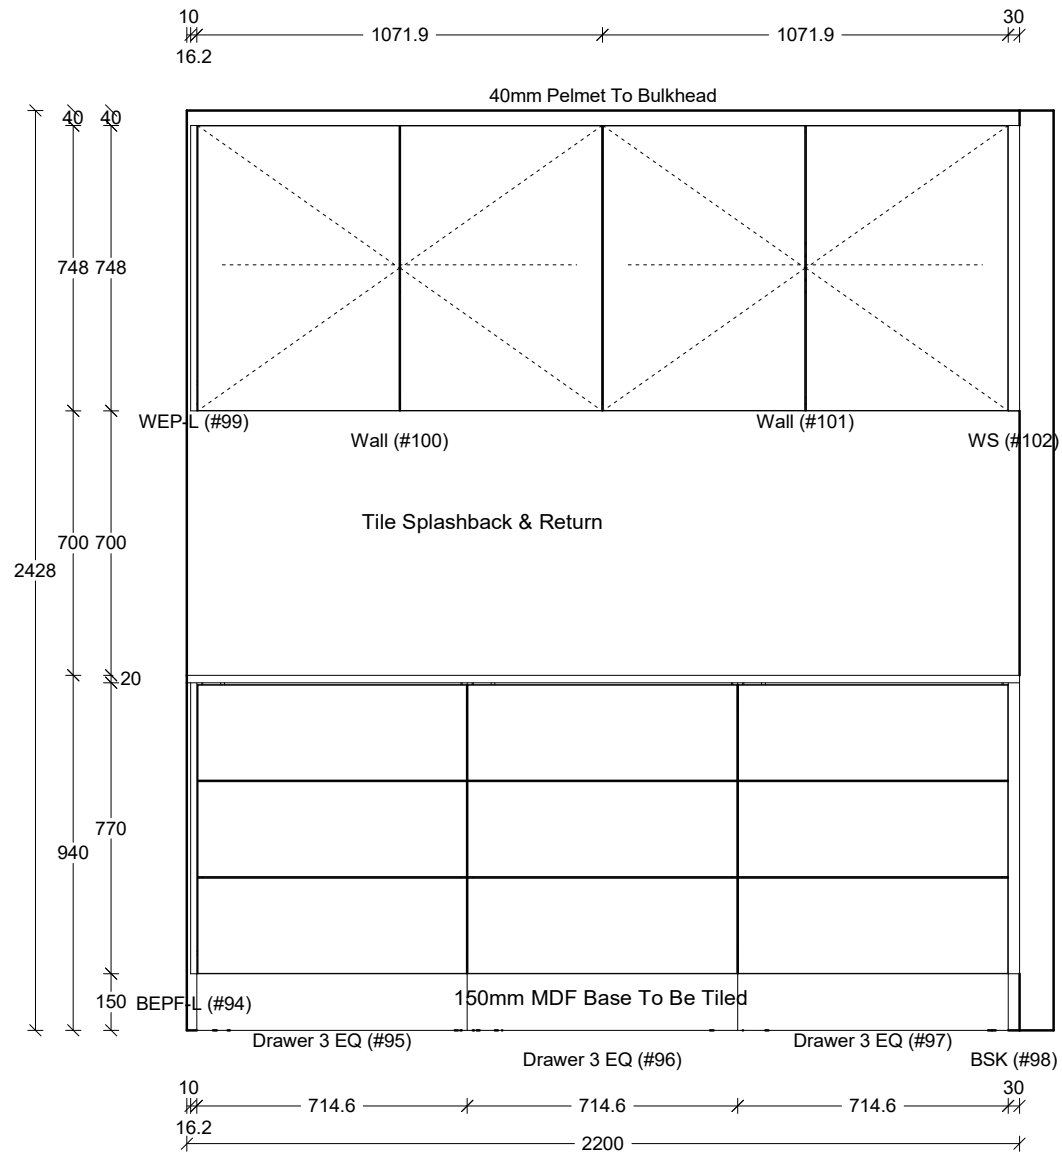 10
30
1071.9
1071.9
16.2
40mm Pelmet To Bulkhead
40
40
748
748
WEP-L (#99)
Wall (#100)
Wall (#101)
WS (#102)
Tile Splashback & Return
700
700
2428
20
770
940
150
BEPF-L (#94)
150mm MDF Base To Be Tiled
Drawer 3 EQ (#95)
Drawer 3 EQ (#96)
Drawer 3 EQ (#97)
BSK (#98)
10
30
714.6
714.6
714.6
16.2
2200